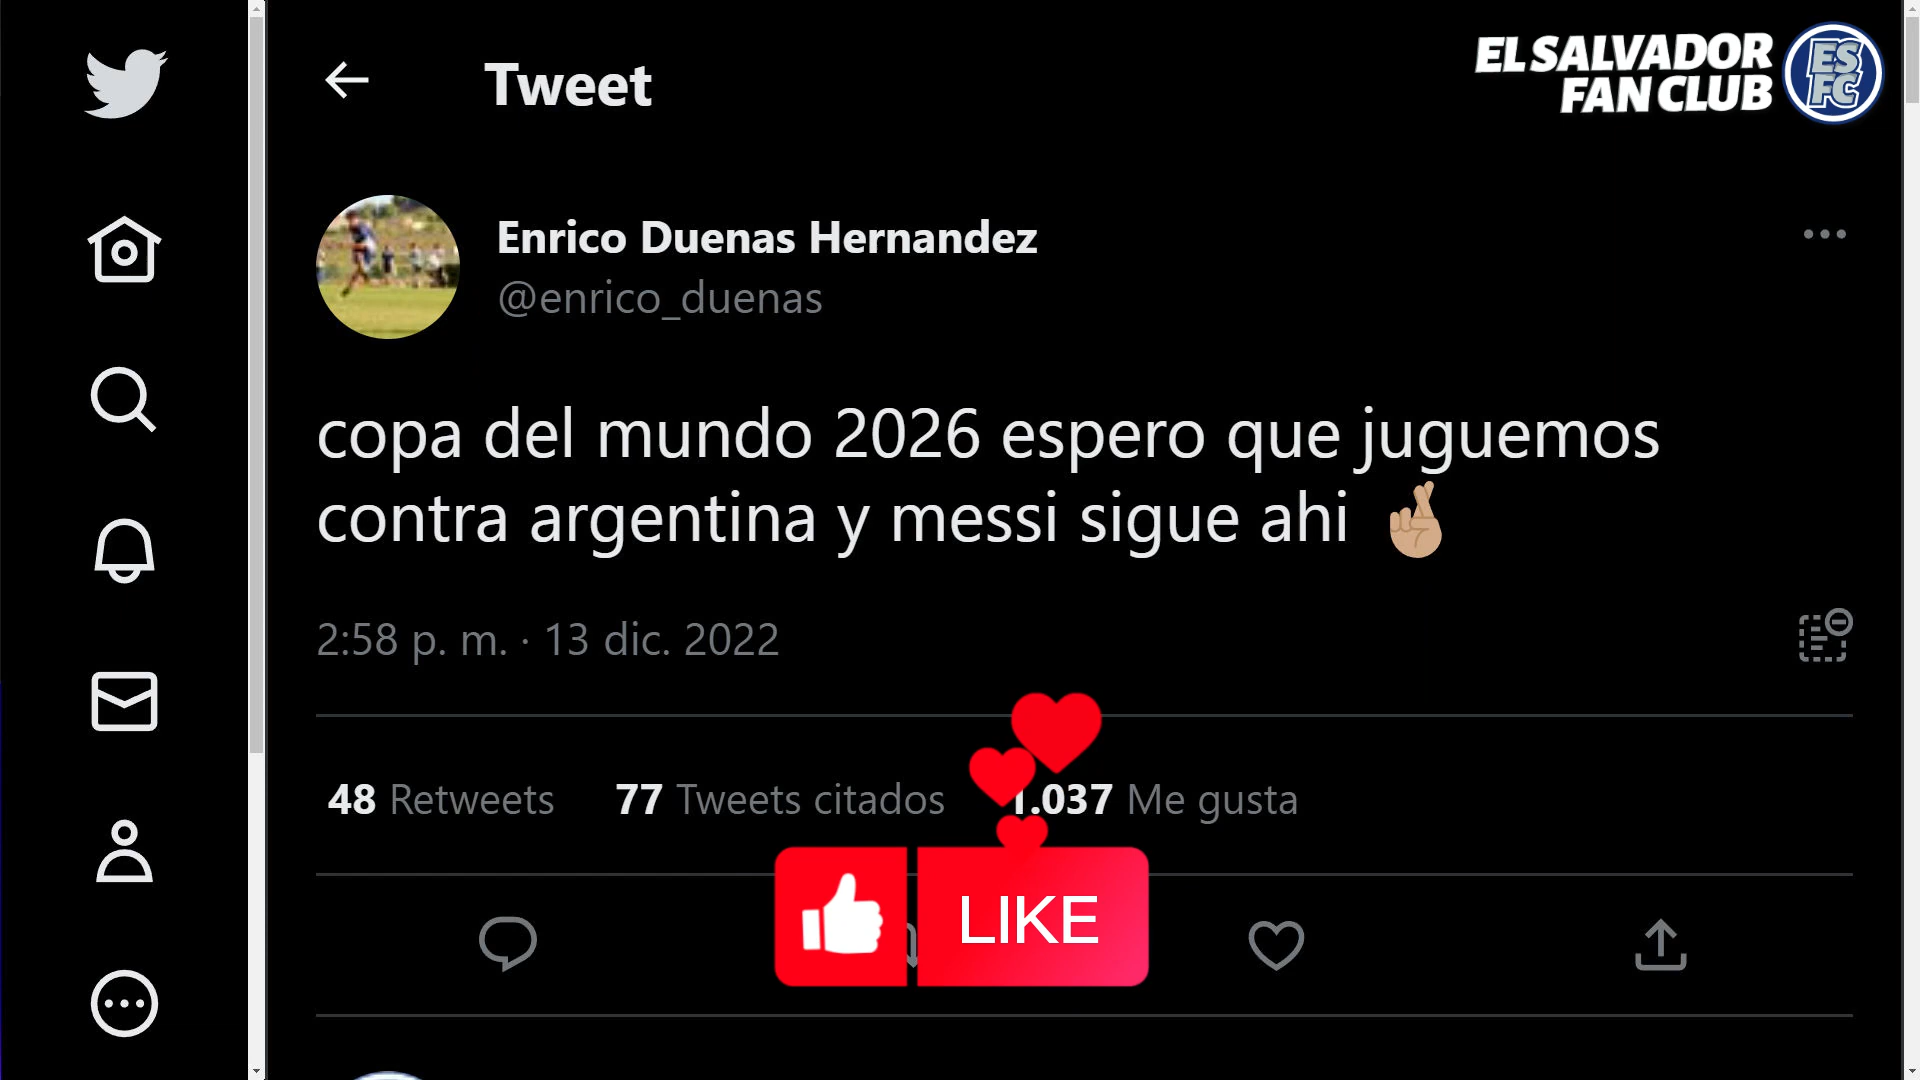 Tweet
EL SALVADOR
FAN CLUB
ES
FC
Enrico Duenas Hernandez
@enrico_duenas
copa del mundo 2026 espero que juguemos
contra argentina y messi sigue ahi 🤞🏼
2:58 p. m. · 13 dic. 2022
48 Retweets 77 Tweets citados 1.037 Me gusta
LIKE